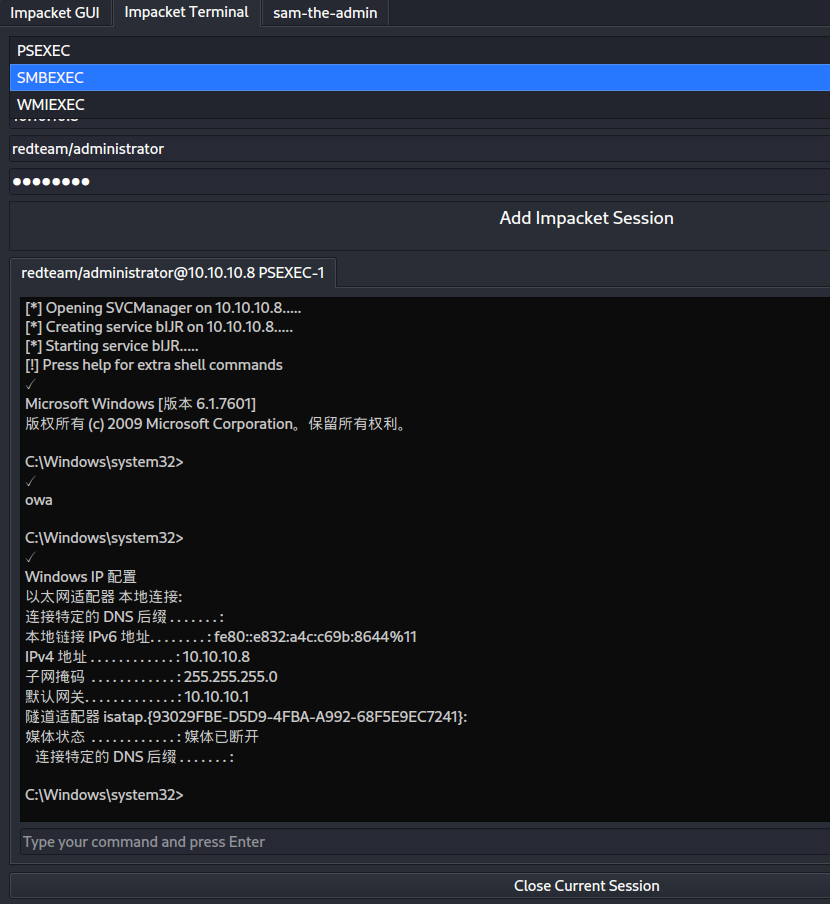 Impacket GUI
Impacket Terminal
sam-the-admin
PSEXEC
SMBEXEC
WMIEXEC
redteam/administrator
●●●●●●●●
Add Impacket Session
redteam/administrator@10.10.10.8 PSEXEC-1
[*] Opening SVCManager on 10.10.10.8.....
[*] Creating service bIJR on 10.10.10.8.....
[*] Starting service bIJR.....
[!] Press help for extra shell commands
✓
Microsoft Windows [版本 6.1.7601]
版权所有 (c) 2009 Microsoft Corporation。保留所有权利。
C:\Windows\system32>
✓
owa
C:\Windows\system32>
✓
Windows IP 配置
以太网适配器 本地连接:
连接特定的 DNS 后缀 . . . . . . . :
本地链接 IPv6 地址. . . . . . . . : fe80::e832:a4c:c69b:8644%11
IPv4 地址 . . . . . . . . . . . . : 10.10.10.8
子网掩码 . . . . . . . . . . . . : 255.255.255.0
默认网关. . . . . . . . . . . . . : 10.10.10.1
隧道适配器 isatap.{93029FBE-D5D9-4FBA-A992-68F5E9EC7241}:
媒体状态 . . . . . . . . . . . . : 媒体已断开
连接特定的 DNS 后缀 . . . . . . . :
C:\Windows\system32>
Type your command and press Enter
Close Current Session